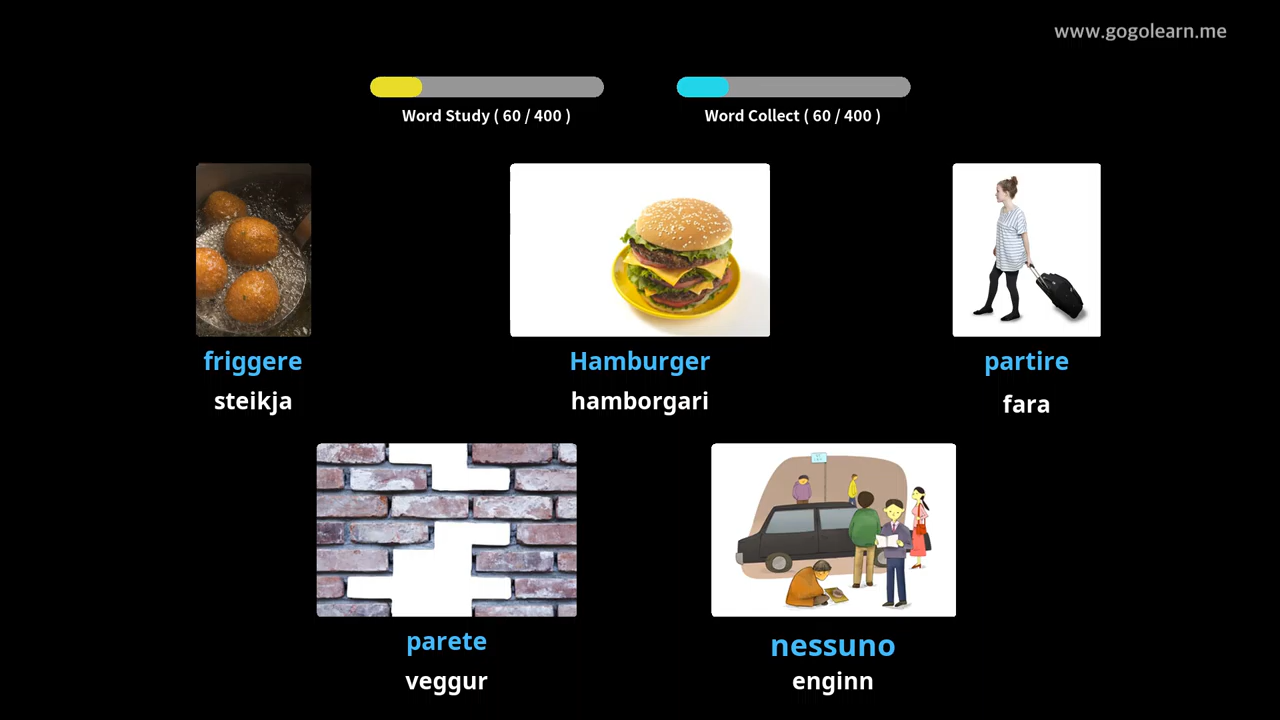 www.gogolearn.me
Word Study ( 60 / 400 )
Word Collect ( 60 / 400 )
friggere
steikja
Hamburger
hamborgari
partire
fara
parete
veggur
nessuno
enginn